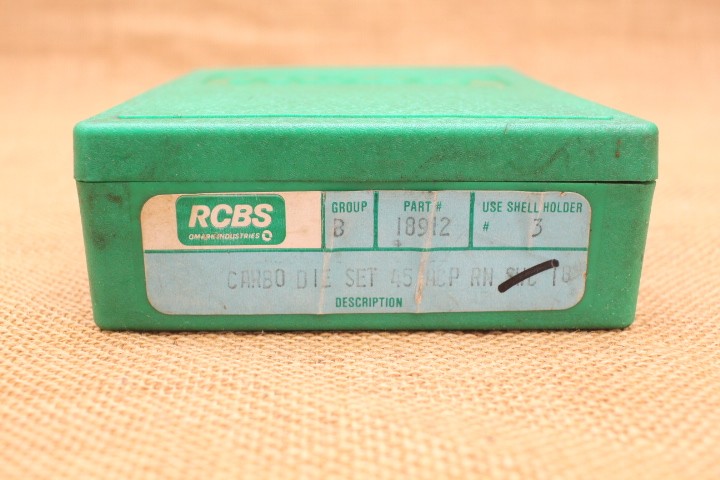 RCBS
OMARK INDUSTRIES
GROUP
B
PART #
18912
USE SHELL HOLDER
# 3
CARBO DIE SET 45 ACP RN
DESCRIPTION